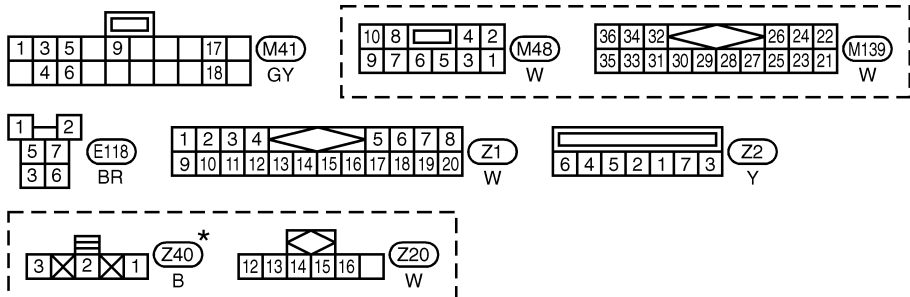 1 3 5 9 17
4 6 18
M41
GY
10 8 4 2
9 7 6 5 3 1
M48
W
36 34 32 26 24 22
35 33 31 30 29 28 27 25 23 21
M139
W
1 2
5 7
3 6
E118
BR
1 2 3 4 5 6 7 8
9 10 11 12 13 14 15 16 17 18 19 20
Z1
W
6 4 5 2 1 7 3
Z2
Y
3 2 1
Z40 *
B
12 13 14 15 16
Z20
W